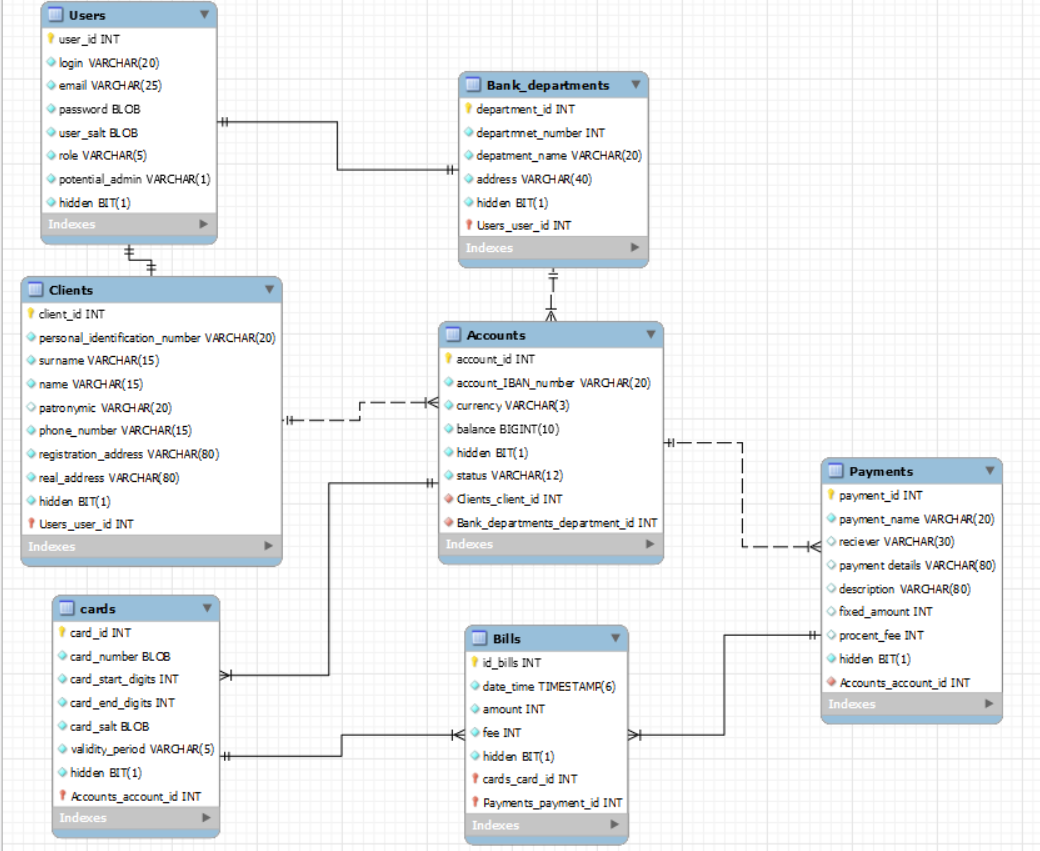 Users
user_id INT
login VARCHAR(20)
email VARCHAR(25)
password BLOB
user_salt BLOB
role VARCHAR(5)
potential_admin VARCHAR(1)
hidden BIT(1)
Indexes
Bank_departments
department_id INT
departmnet_number INT
depatment_name VARCHAR(20)
address VARCHAR(40)
hidden BIT(1)
Users_user_id INT
Indexes
Clients
client_id INT
personal_identification_number VARCHAR(20)
surname VARCHAR(15)
name VARCHAR(15)
patronymic VARCHAR(20)
phone_number VARCHAR(15)
registration_address VARCHAR(80)
real_address VARCHAR(80)
hidden BIT(1)
Users_user_id INT
Indexes
Accounts
account_id INT
account_IBAN_number VARCHAR(20)
currency VARCHAR(3)
balance BIGINT(10)
hidden BIT(1)
status VARCHAR(12)
Clients_client_id INT
Bank_departments_department_id INT
Indexes
Payments
payment_id INT
payment_name VARCHAR(20)
reciever VARCHAR(30)
payment details VARCHAR(80)
description VARCHAR(80)
fixed_amount INT
procent_fee INT
hidden BIT(1)
Accounts_account_id INT
Indexes
cards
card_id INT
card_number BLOB
card_start_digits INT
card_end_digits INT
card_salt BLOB
validity_period VARCHAR(5)
hidden BIT(1)
Accounts_account_id INT
Indexes
Bills
id_bills INT
date_time TIMESTAMP(6)
amount INT
fee INT
hidden BIT(1)
cards_card_id INT
Payments_payment_id INT
Indexes